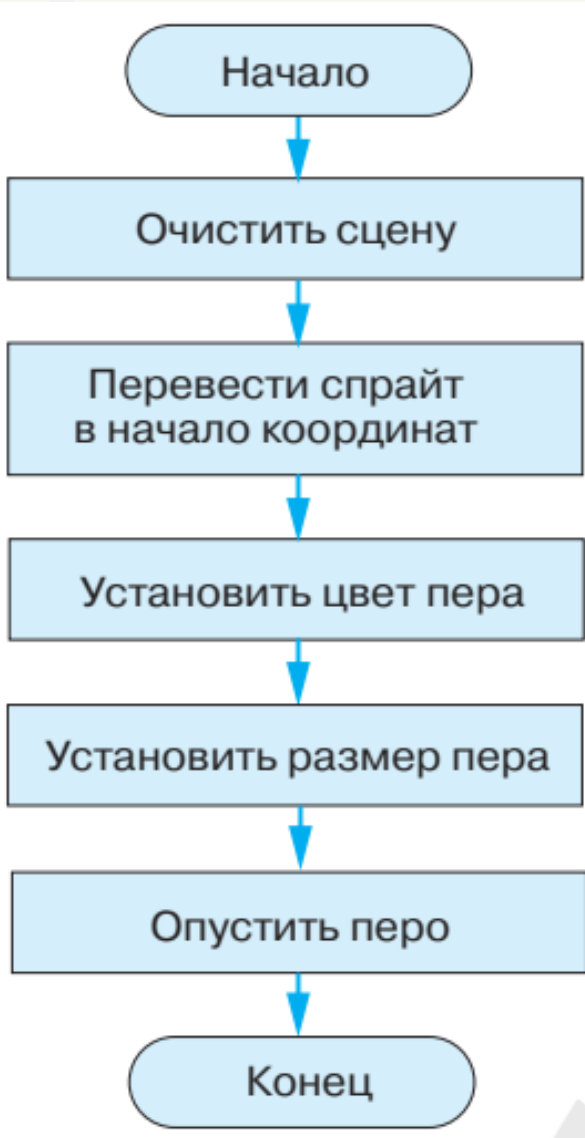 Начало
Очистить сцену
Перевести спрайт
в начало координат
Установить цвет пера
Установить размер пера
Опустить перо
Конец